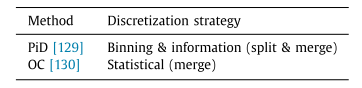 Method Discretization strategy
PiD [129] Binning & information (split & merge)
OC [130] Statistical (merge)